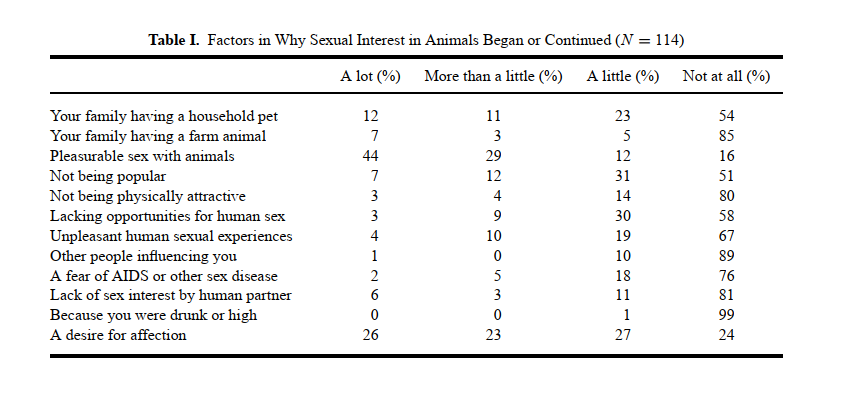 Table I. Factors in Why Sexual Interest in Animals Began or Continued (N = 114)
A lot (%) More than a little (%) A little (%) Not at all (%)
Your family having a household pet 12 11 23 54
Your family having a farm animal 7 3 5 85
Pleasurable sex with animals 44 29 12 16
Not being popular 7 12 31 51
Not being physically attractive 3 4 14 80
Lacking opportunities for human sex 3 9 30 58
Unpleasant human sexual experiences 4 10 19 67
Other people influencing you 1 0 10 89
A fear of AIDS or other sex disease 2 5 18 76
Lack of sex interest by human partner 6 3 11 81
Because you were drunk or high 0 0 1 99
A desire for affection 26 23 27 24